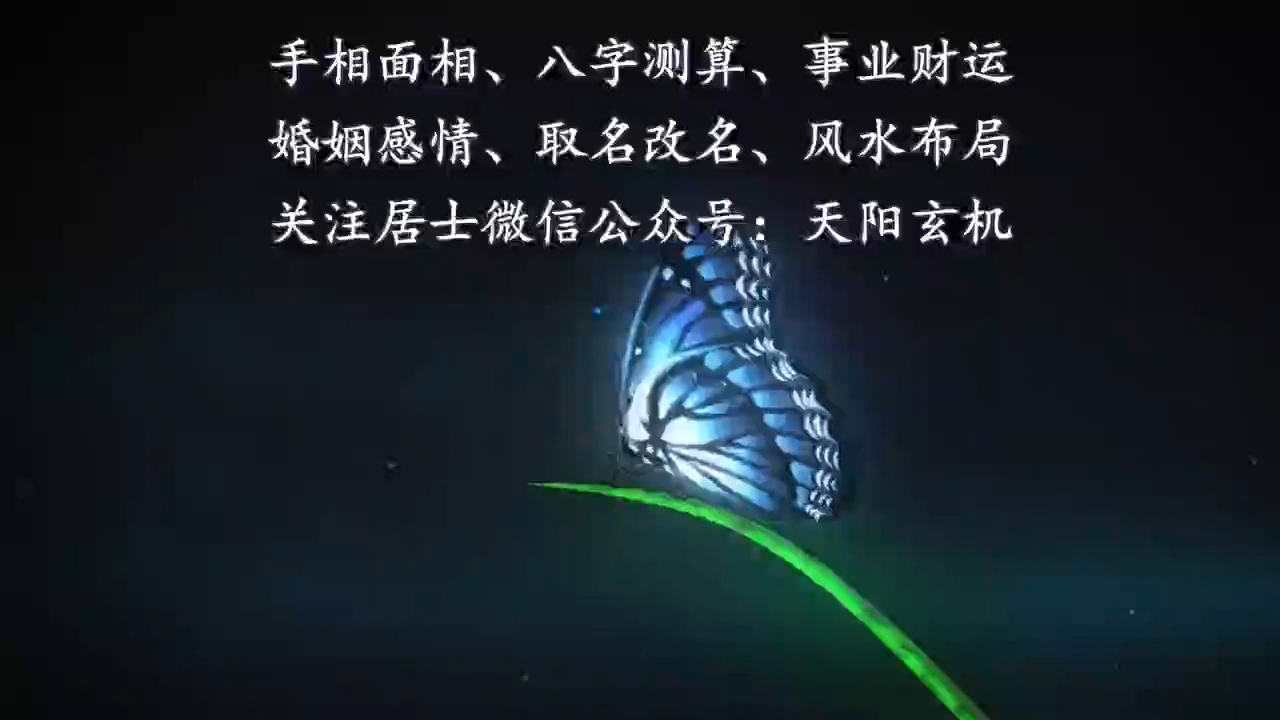 手相面相、八字测算、事业财运
婚姻感情、取名改名、风水布局
关注居士微信公众号：天阳玄机